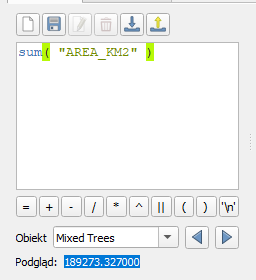 sum( "AREA_KM2" )
= + - / * ^ || ( ) '\n'
Obiekt Mixed Trees
Podgląd: 189273.327000